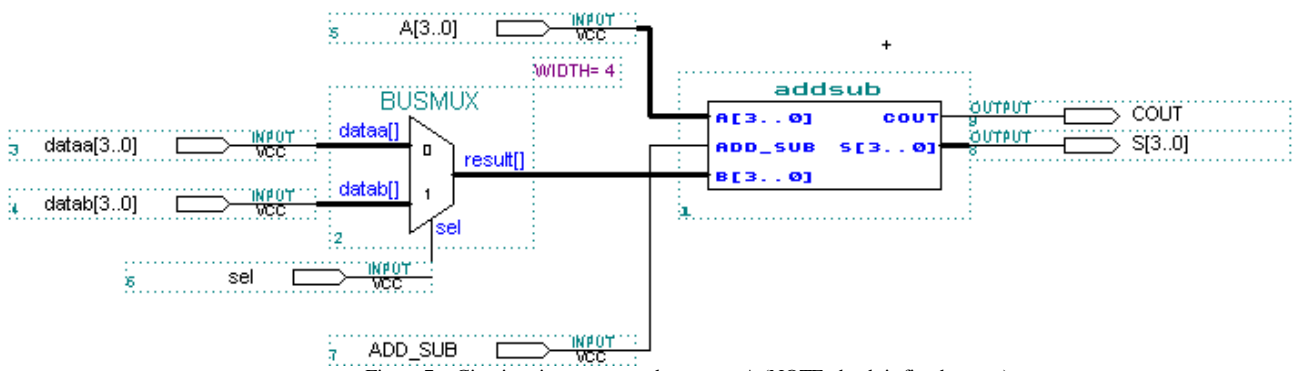 5 A[3..0] INPUT VCC
WIDTH= 4
addsub
BUSMUX
A[3..0] COUT OUTPUT 9 COUT
3 dataa[3..0] INPUT VCC dataa[] 0
ADD_SUB S[3..0] OUTPUT 8 S[3..0]
result[]
B[3..0]
4 datab[3..0] INPUT VCC datab[] 1
1
2 sel
6 sel INPUT VCC
7 ADD_SUB INPUT VCC